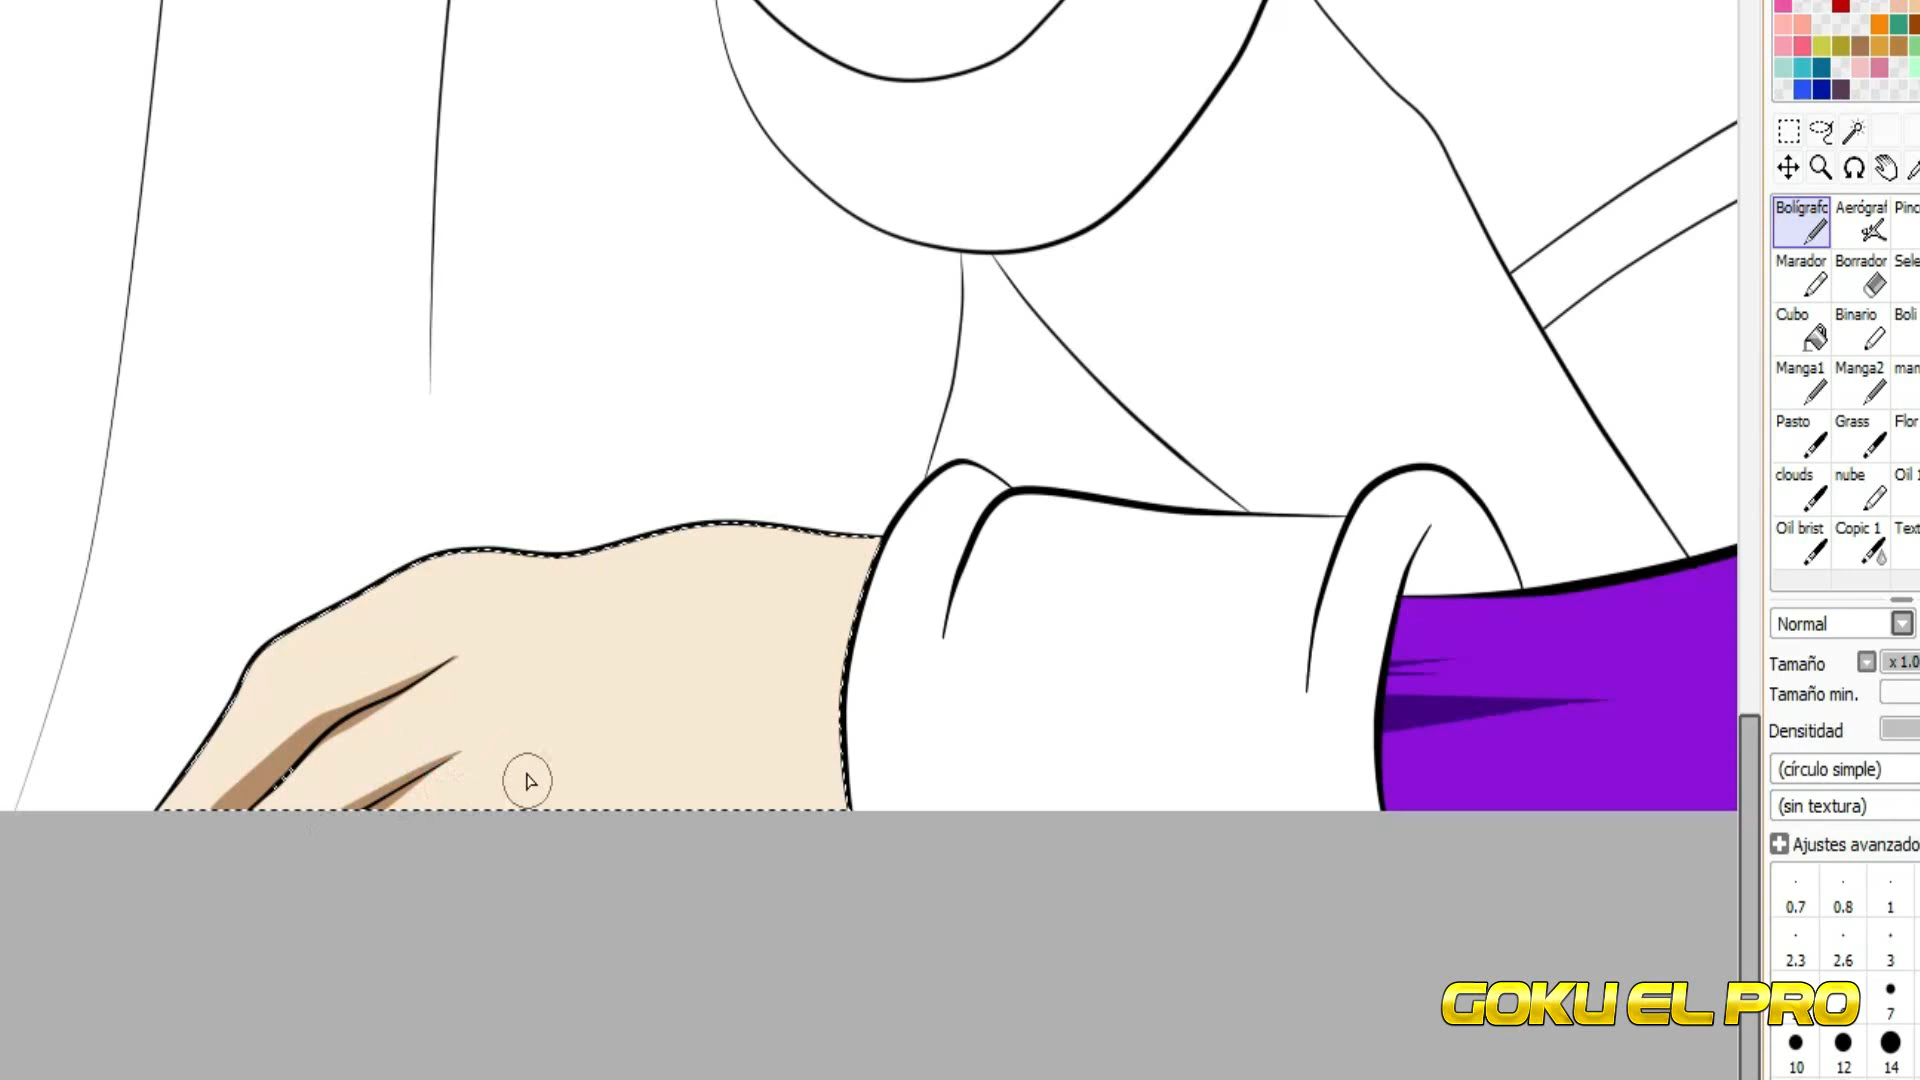 Bolígrafc Aerógraf Pinc
Marador Borrador Sele
Cubo Binario Boli
Manga1 Manga2 man
Pasto Grass Flor
clouds nube Oil 1
Oil brist Copic 1 Text
Normal
Tamaño x 1.0
Tamaño min.
Densitidad
(círculo simple)
(sin textura)
Ajustes avanzado
0.7 0.8 1
2.3 2.6 3
GOKU EL PRO
7
10 12 14